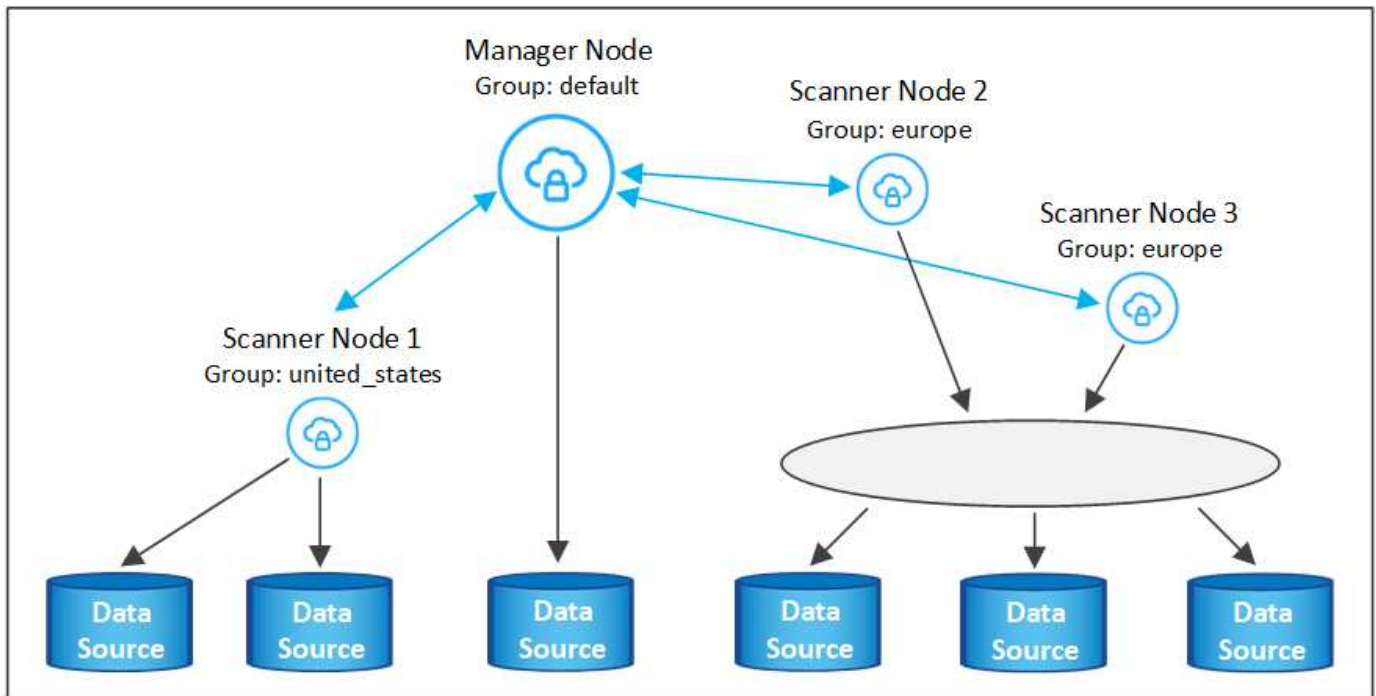 Manager Node
Group: default
Scanner Node 2
Group: europe
Scanner Node 3
Group: europe
Scanner Node 1
Group: united_states
Data
Source
Data
Source
Data
Source
Data
Source
Data
Source
Data
Source